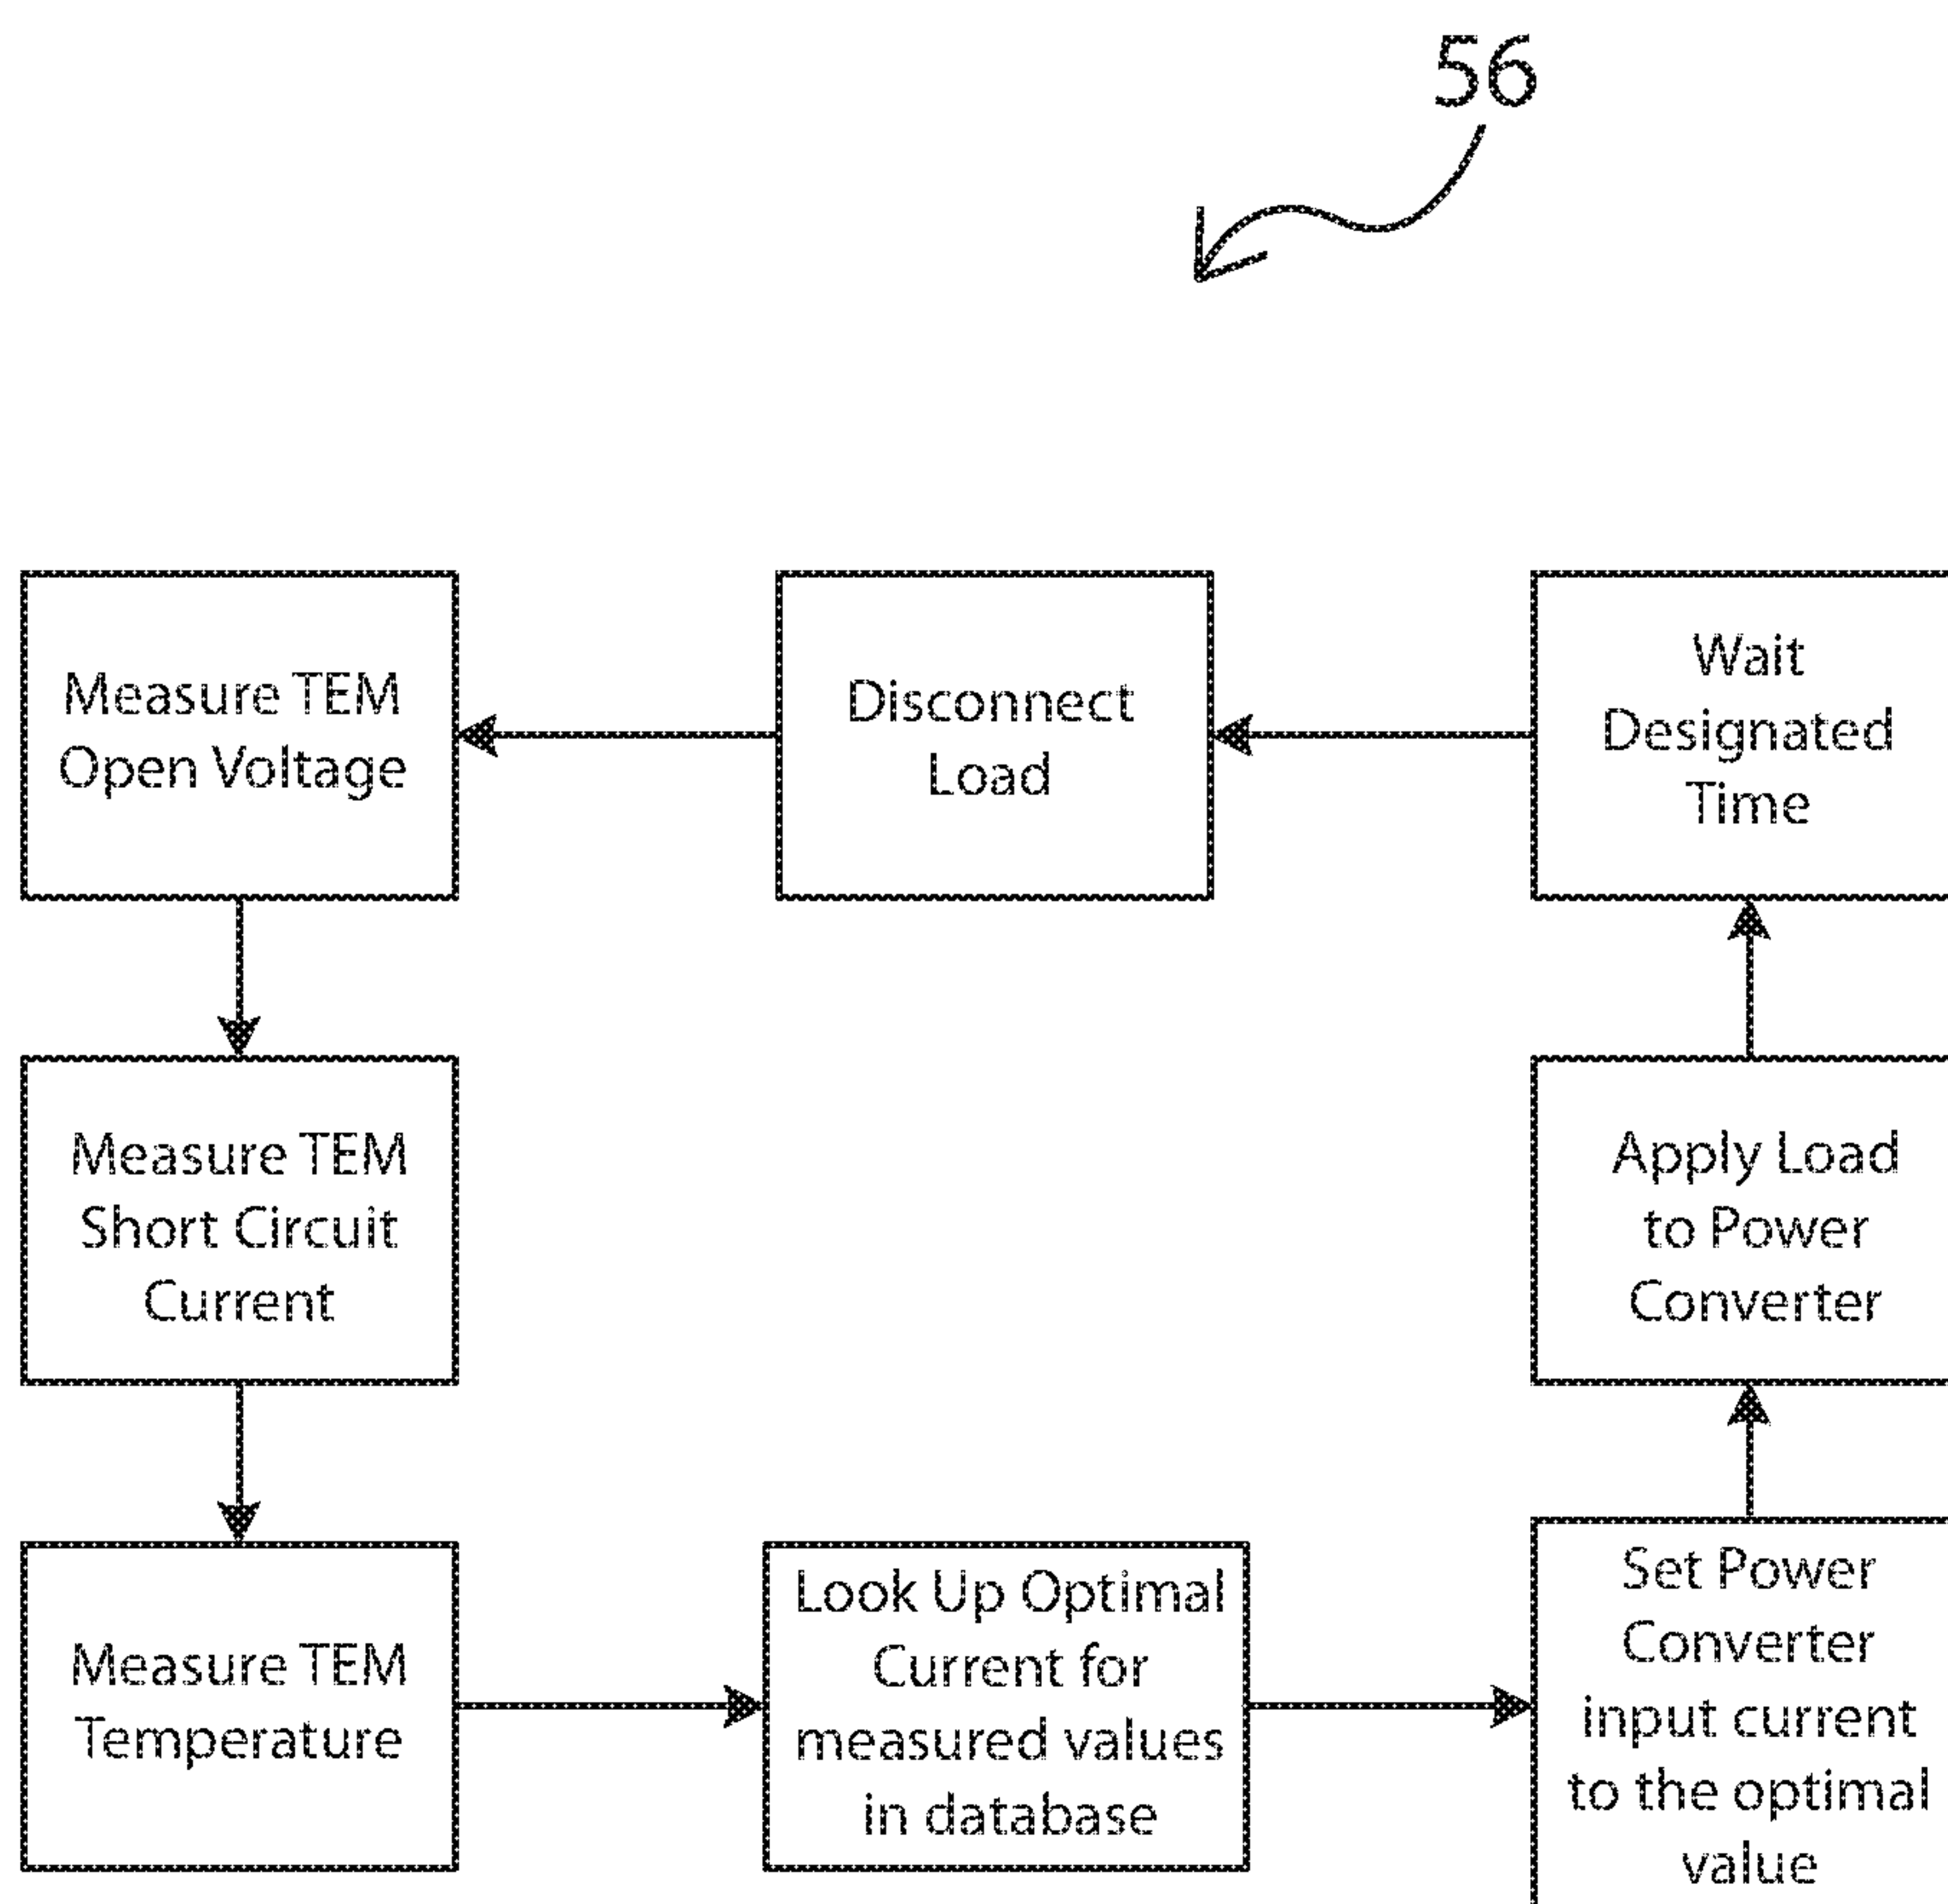 56
Measure TEM
Open Voltage
Disconnect
Load
Wait
Designated
Time
Measure TEM
Short Circuit
Current
Apply Load
to Power
Converter
Measure TEM
Temperature
Look Up Optimal
Current for
measured values
in database
Set Power
Converter
input current
to the optimal
value